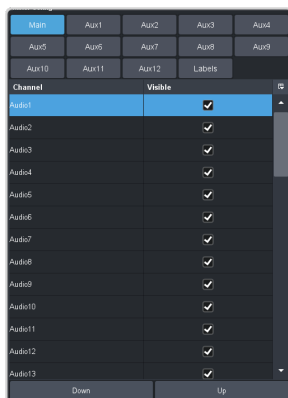 Main Aux1 Aux2 Aux3 Aux4
Aux5 Aux6 Aux7 Aux8 Aux9
Aux10 Aux11 Aux12 Labels
Channel Visible
Audio1
Audio2
Audio3
Audio4
Audio5
Audio6
Audio7
Audio8
Audio9
Audio10
Audio11
Audio12
Audio13
Down Up